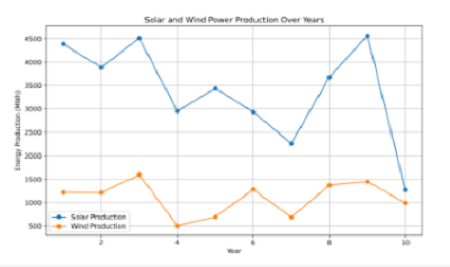 Solar and Wind Power Production Over Years
Energy Production (MWh)
4500
4000
3500
3000
2500
2000
1500
1000
500
Solar Production
Wind Production
2
4
6
8
10
Year